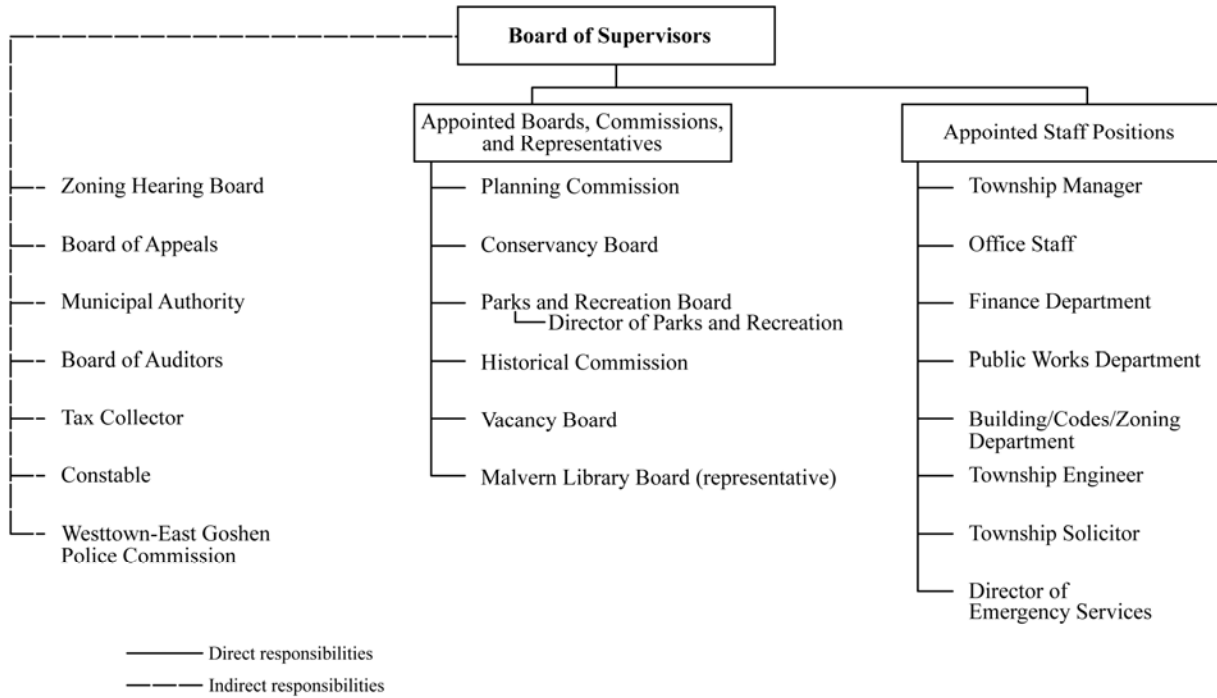 Board of Supervisors
Appointed Boards, Commissions,
and Representatives
Appointed Staff Positions
Zoning Hearing Board
Board of Appeals
Municipal Authority
Board of Auditors
Tax Collector
Constable
Westtown-East Goshen
Police Commission
Planning Commission
Conservancy Board
Parks and Recreation Board
Director of Parks and Recreation
Historical Commission
Vacancy Board
Malvern Library Board (representative)
Township Manager
Office Staff
Finance Department
Public Works Department
Building/Codes/Zoning
Department
Township Engineer
Township Solicitor
Director of
Emergency Services
Direct responsibilities
Indirect responsibilities